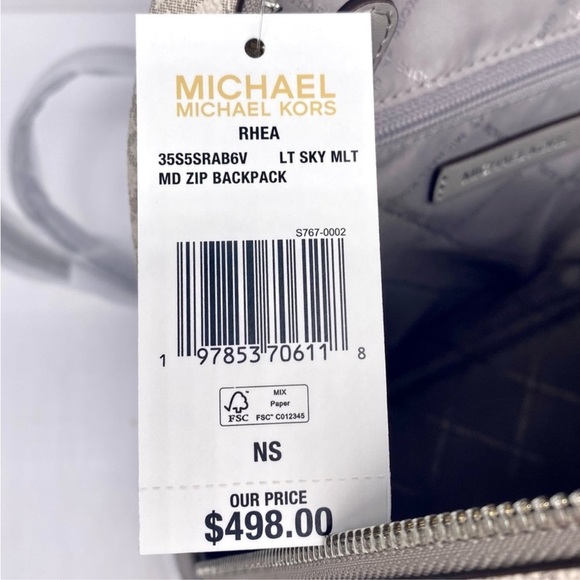 MICHAEL
MICHAEL KORS
RHEA
35S5SRAB6V LT SKY MLT
MD ZIP BACKPACK
S767-0002
1 97853 70611 8
FSC
MIX
Paper
FSC™ C012345
NS
OUR PRICE
$498.00